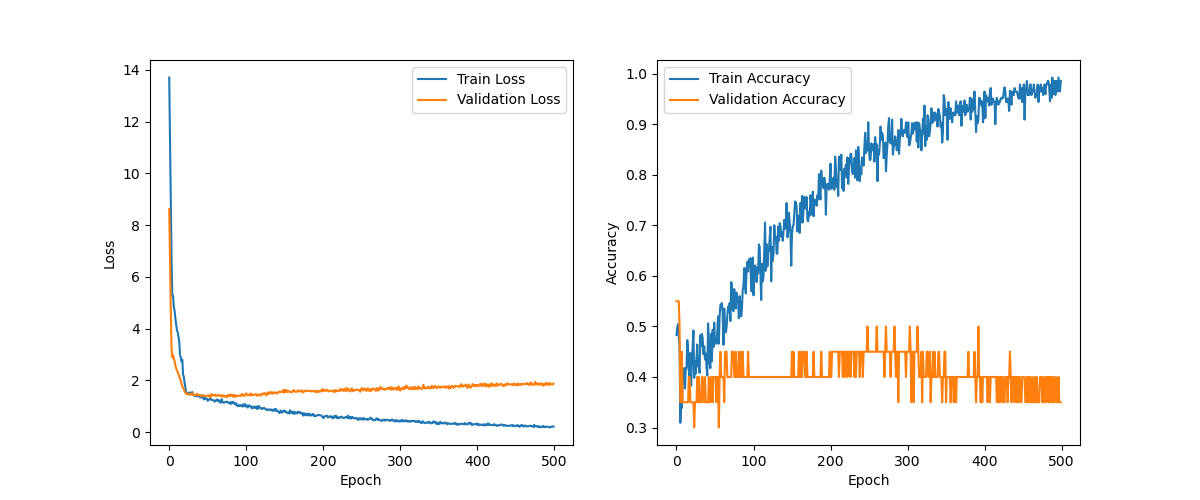 14
12
10
8
6
4
2
0
Loss
0 100 200 300 400 500
Epoch
Train Loss
Validation Loss
1.0
0.9
0.8
0.7
0.6
0.5
0.4
0.3
Accuracy
0 100 200 300 400 500
Epoch
Train Accuracy
Validation Accuracy